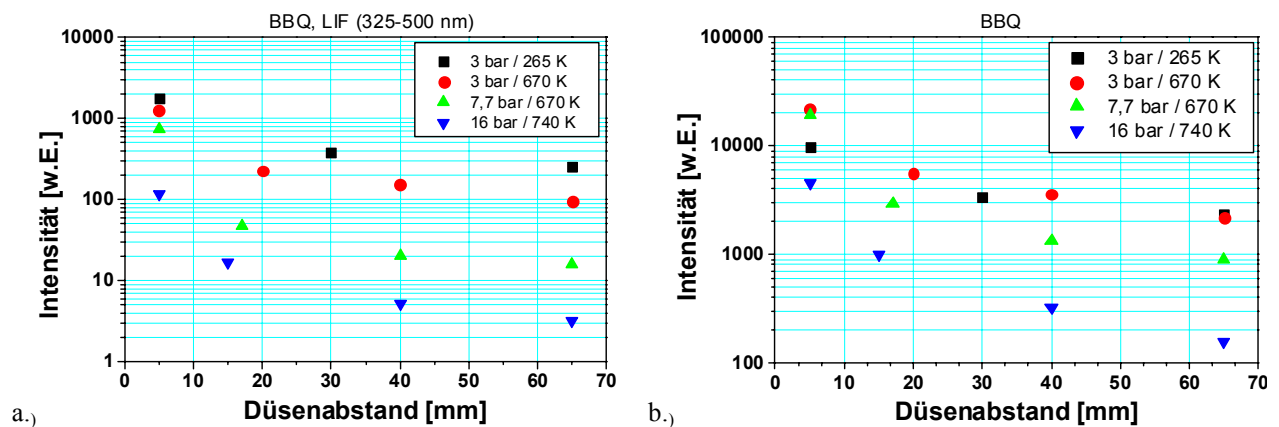 BBQ, LIF (325-500 nm)
10000
1000
100
10
1
Intensität [w.E.]
3 bar / 265 K
3 bar / 670 K
7,7 bar / 670 K
16 bar / 740 K
0 10 20 30 40 50 60 70
Düsenabstand [mm]
a.)
BBQ
100000
10000
1000
100
Intensität [w.E.]
3 bar / 265 K
3 bar / 670 K
7,7 bar / 670 K
16 bar / 740 K
0 10 20 30 40 50 60 70
Düsenabstand [mm]
b.)